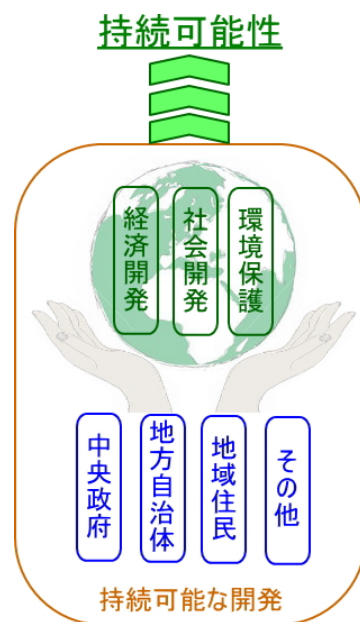 持続可能性
経済開発
社会開発
環境保護
中央政府
地方自治体
地域住民
その他
持続可能な開発